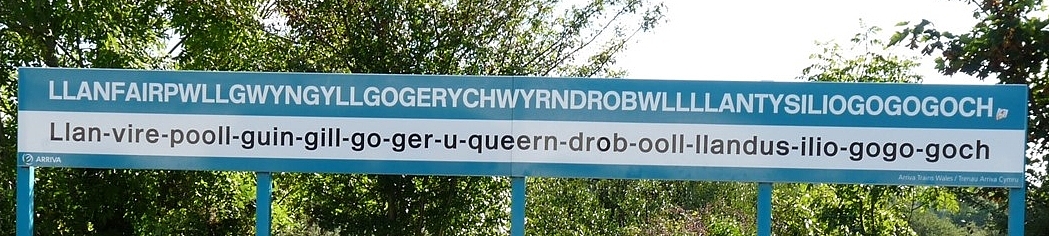 LLANFAIRPWLLGWYNGYLLGOGERYCHWYRNDROBWLLLLANTYSILIOGOGOGOCH
Llan-vire-pooll-guin-gill-go-ger-u-queern-drob-ooll-llandus-ilio-gogo-goch
ARRIVA
Arriva Trains Wales / Trenau Arriva Cymru